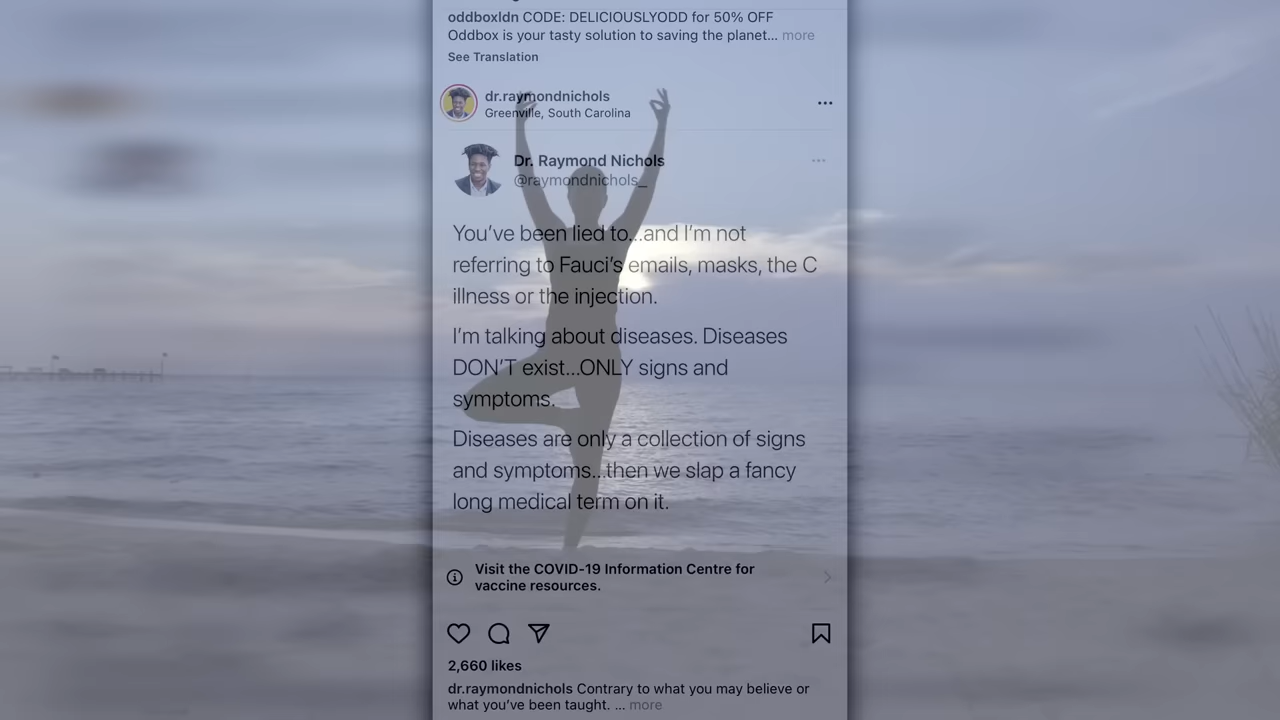 oddboxldn CODE: DELICIOUSLYODD for 50% OFF
Oddbox is your tasty solution to saving the planet... more
See Translation
dr.raymondnichols
Greenville, South Carolina
Dr. Raymond Nichols
@raymondnichols_
You've been lied to...and I'm not
referring to Fauci's emails, masks, the C
illness or the injection.
I'm talking about diseases. Diseases
DON'T exist...ONLY signs and
symptoms.
Diseases are only a collection of signs
and symptoms...then we slap a fancy
long medical term on it.
Visit the COVID-19 Information Centre for
vaccine resources.
2,660 likes
dr.raymondnichols Contrary to what you may believe or
what you've been taught. ... more